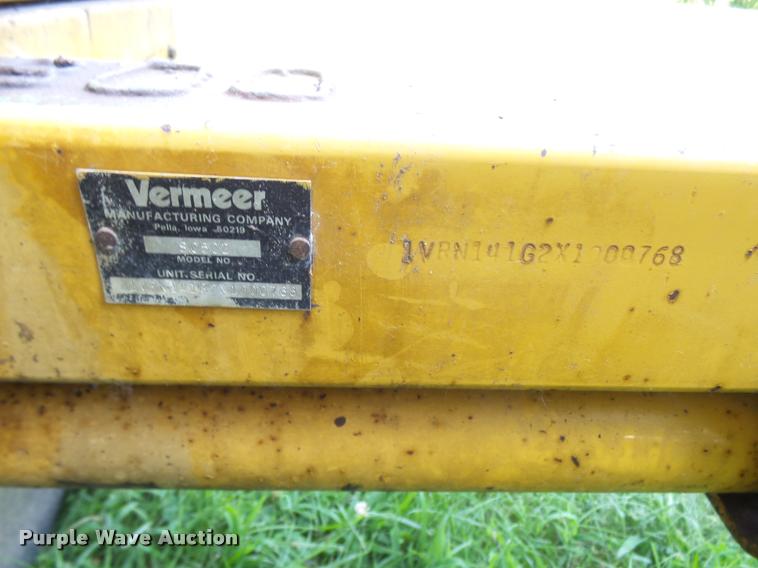 Vermeer
MANUFACTURING COMPANY
Pella, Iowa 50219
MODEL NO.
UNIT SERIAL NO.
1VRN141G2X1000768
Purple Wave Auction